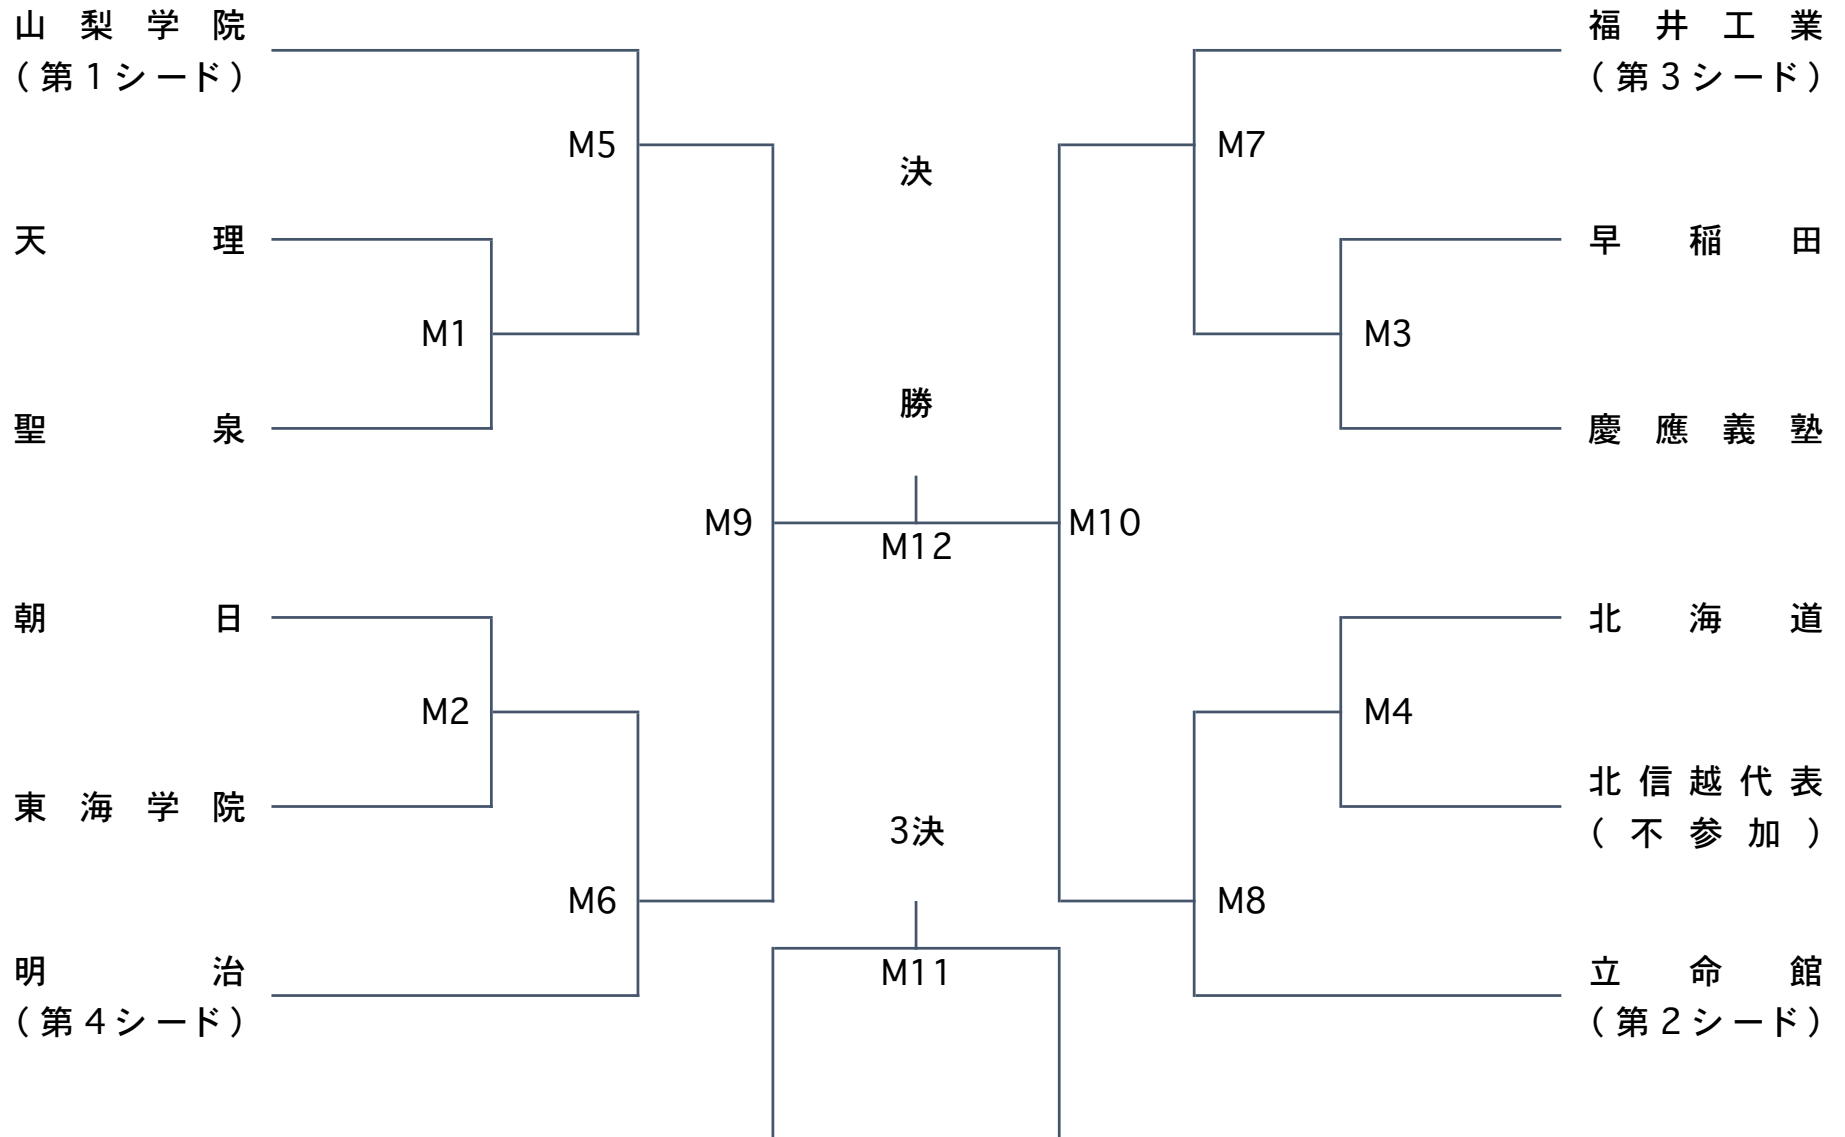 山梨学院
(第1シード)
天理
聖泉
朝日
東海学院
明治
(第4シード)
M5
M1
M2
M6
M9
決
勝
M12
3決
M11
M10
M7
M3
M4
M8
福井工業
(第3シード)
早稲田
慶應義塾
北海道
北信越代表
(不参加)
立命館
(第2シード)